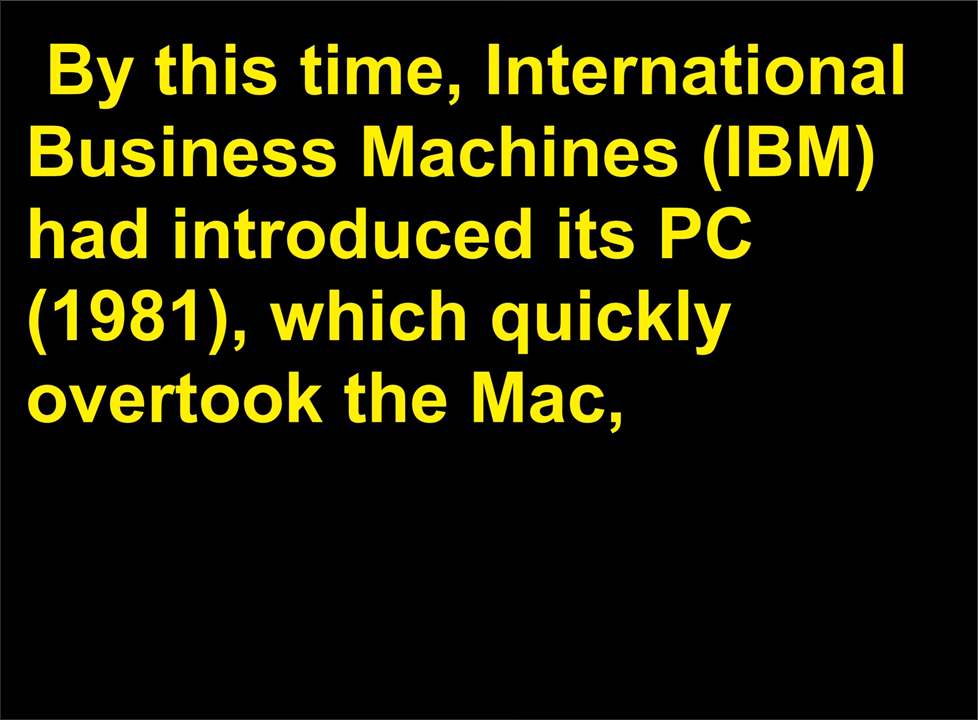 By this time, International
Business Machines (IBM)
had introduced its PC
(1981), which quickly
overtook the Mac,